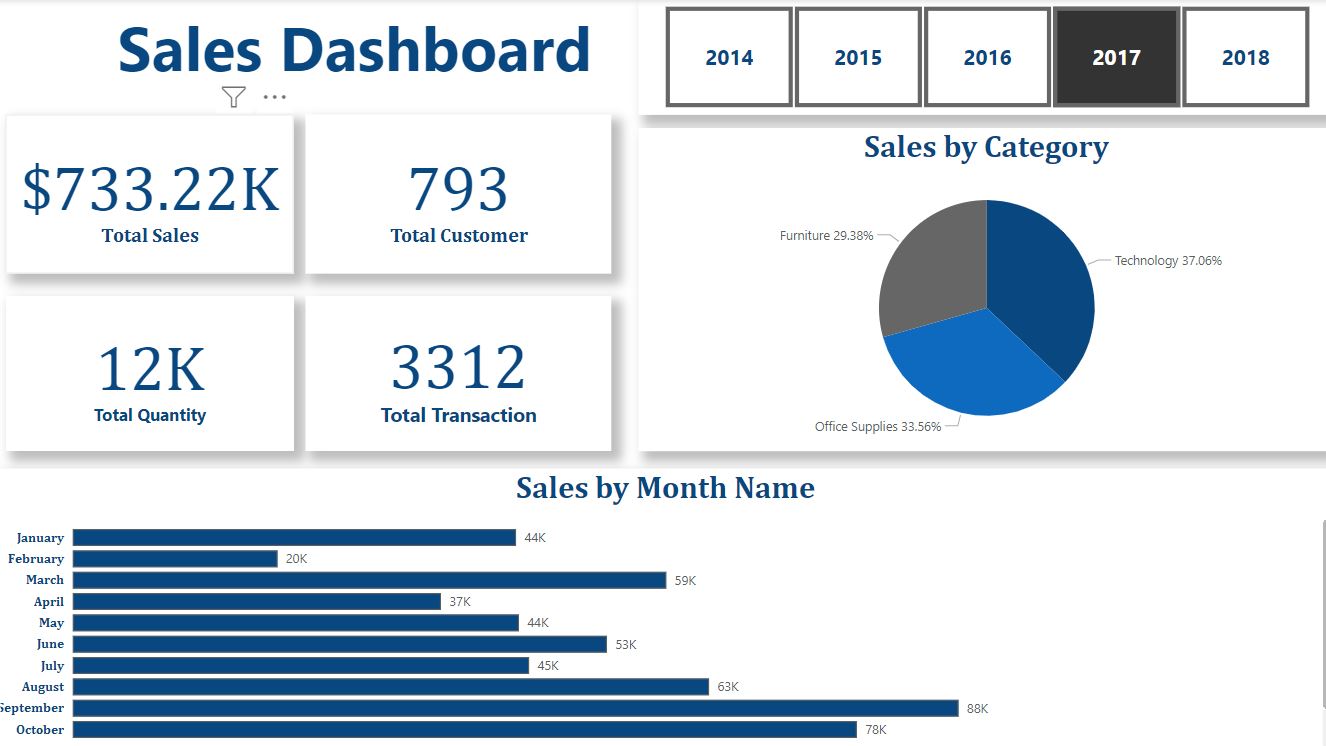 Sales Dashboard
2014
2015
2016
2017
2018
$733.22K
Total Sales
793
Total Customer
12K
Total Quantity
3312
Total Transaction
Sales by Category
Furniture 29.38%
Technology 37.06%
Office Supplies 33.56%
Sales by Month Name
January 44K
February 20K
March 59K
April 37K
May 44K
June 53K
July 45K
August 63K
September 88K
October 78K